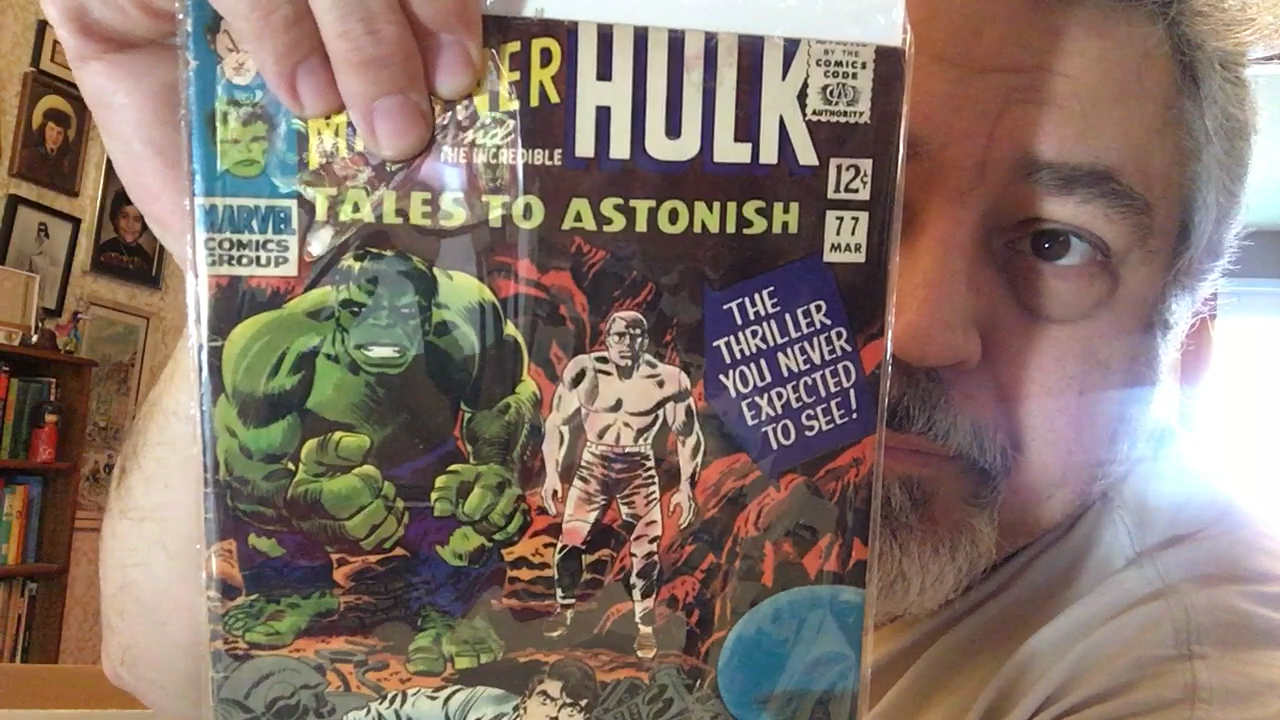 HULK
and
THE INCREDIBLE
BY THE
COMICS
CODE
AUTHORITY
TALES TO ASTONISH
12¢
77
MAR
MARVEL
COMICS
GROUP
THE
THRILLER
YOU NEVER
EXPECTED
TO SEE!